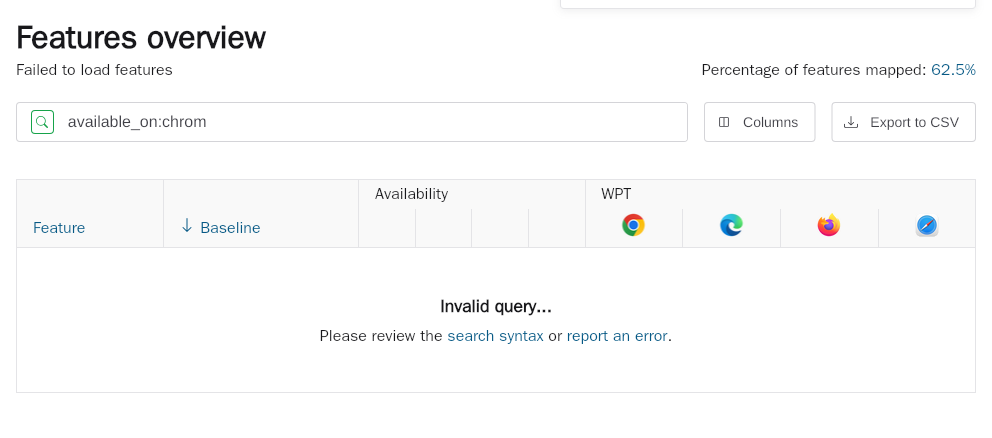 Features overview
Failed to load features
Percentage of features mapped: 62.5%
available_on:chrom
Columns
Export to CSV
Availability
WPT
Feature
Baseline
Invalid query...
Please review the search syntax or report an error.